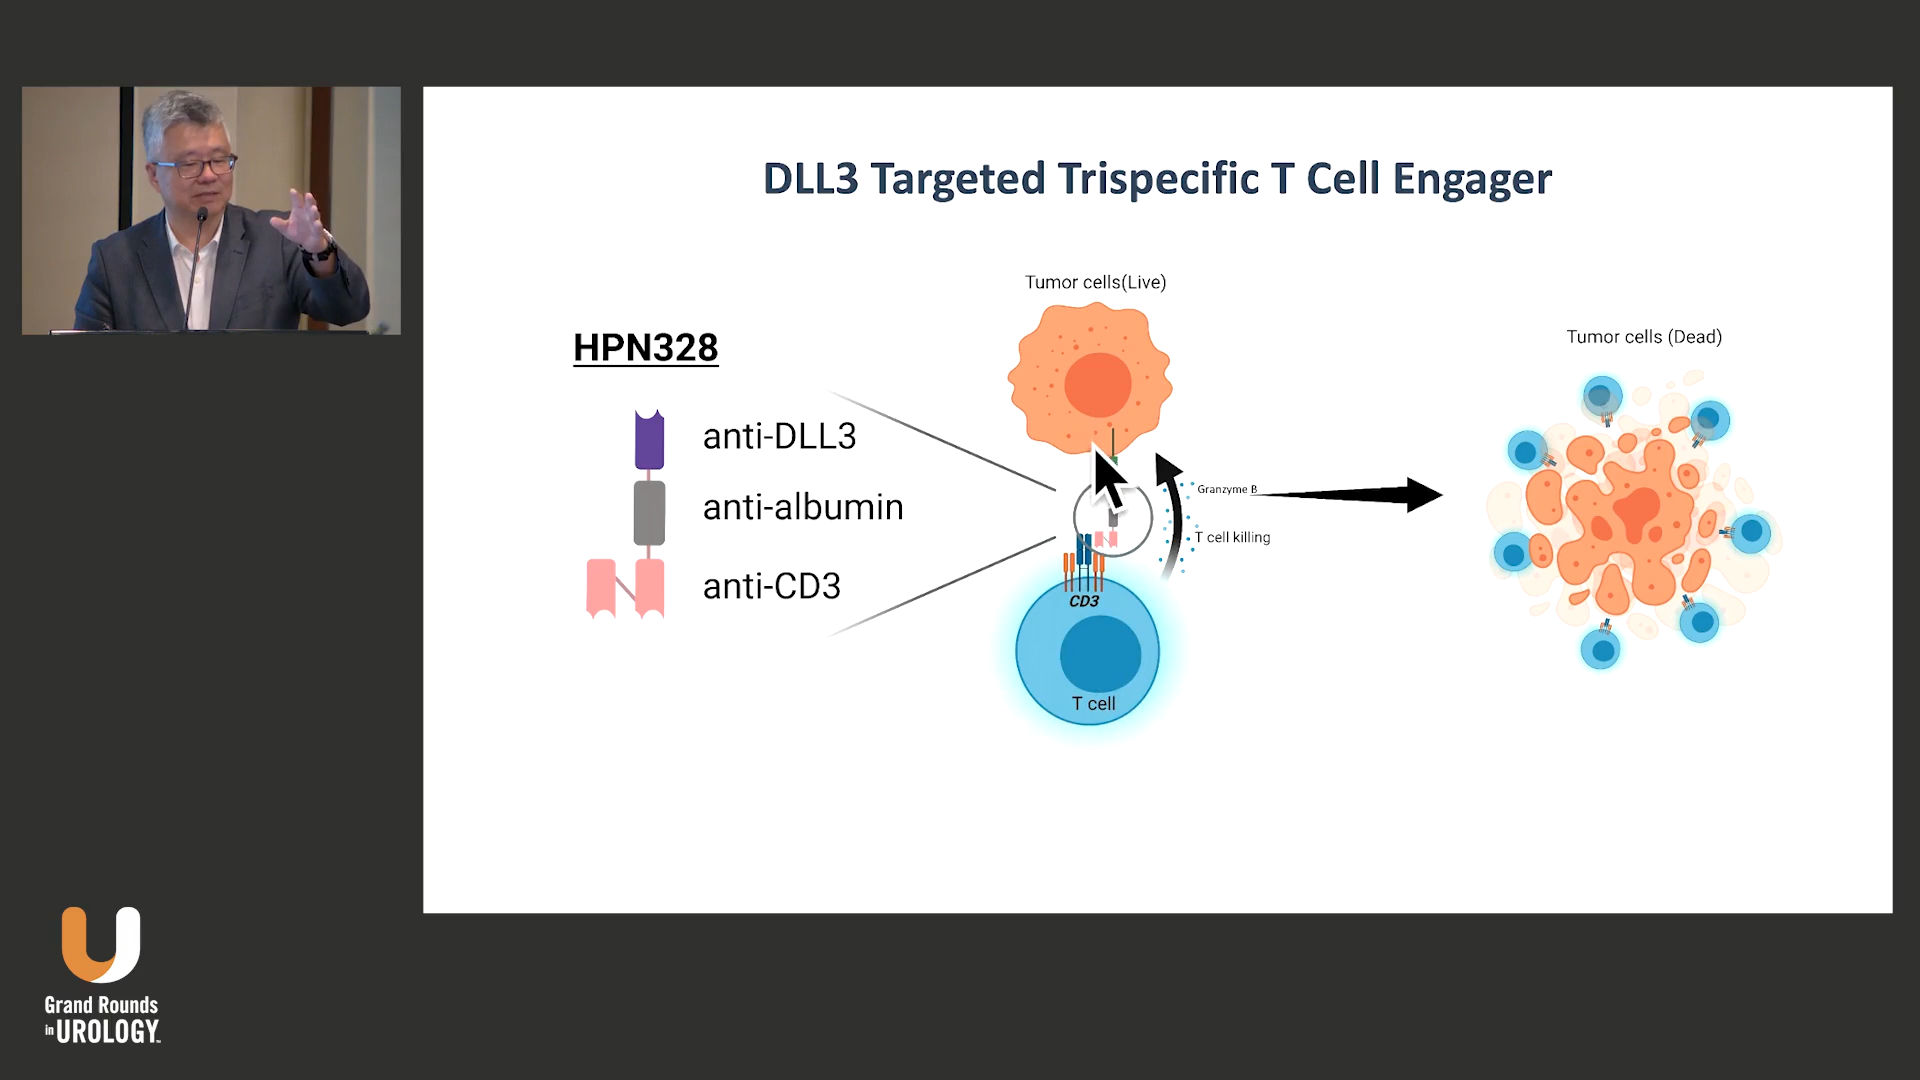 DLL3 Targeted Trispecific T Cell Engager
HPN328
anti-DLL3
anti-albumin
anti-CD3
Tumor cells(Live)
Granzyme B
T cell killing
CD3
T cell
Tumor cells (Dead)
Grand Rounds
in UROLOGY™